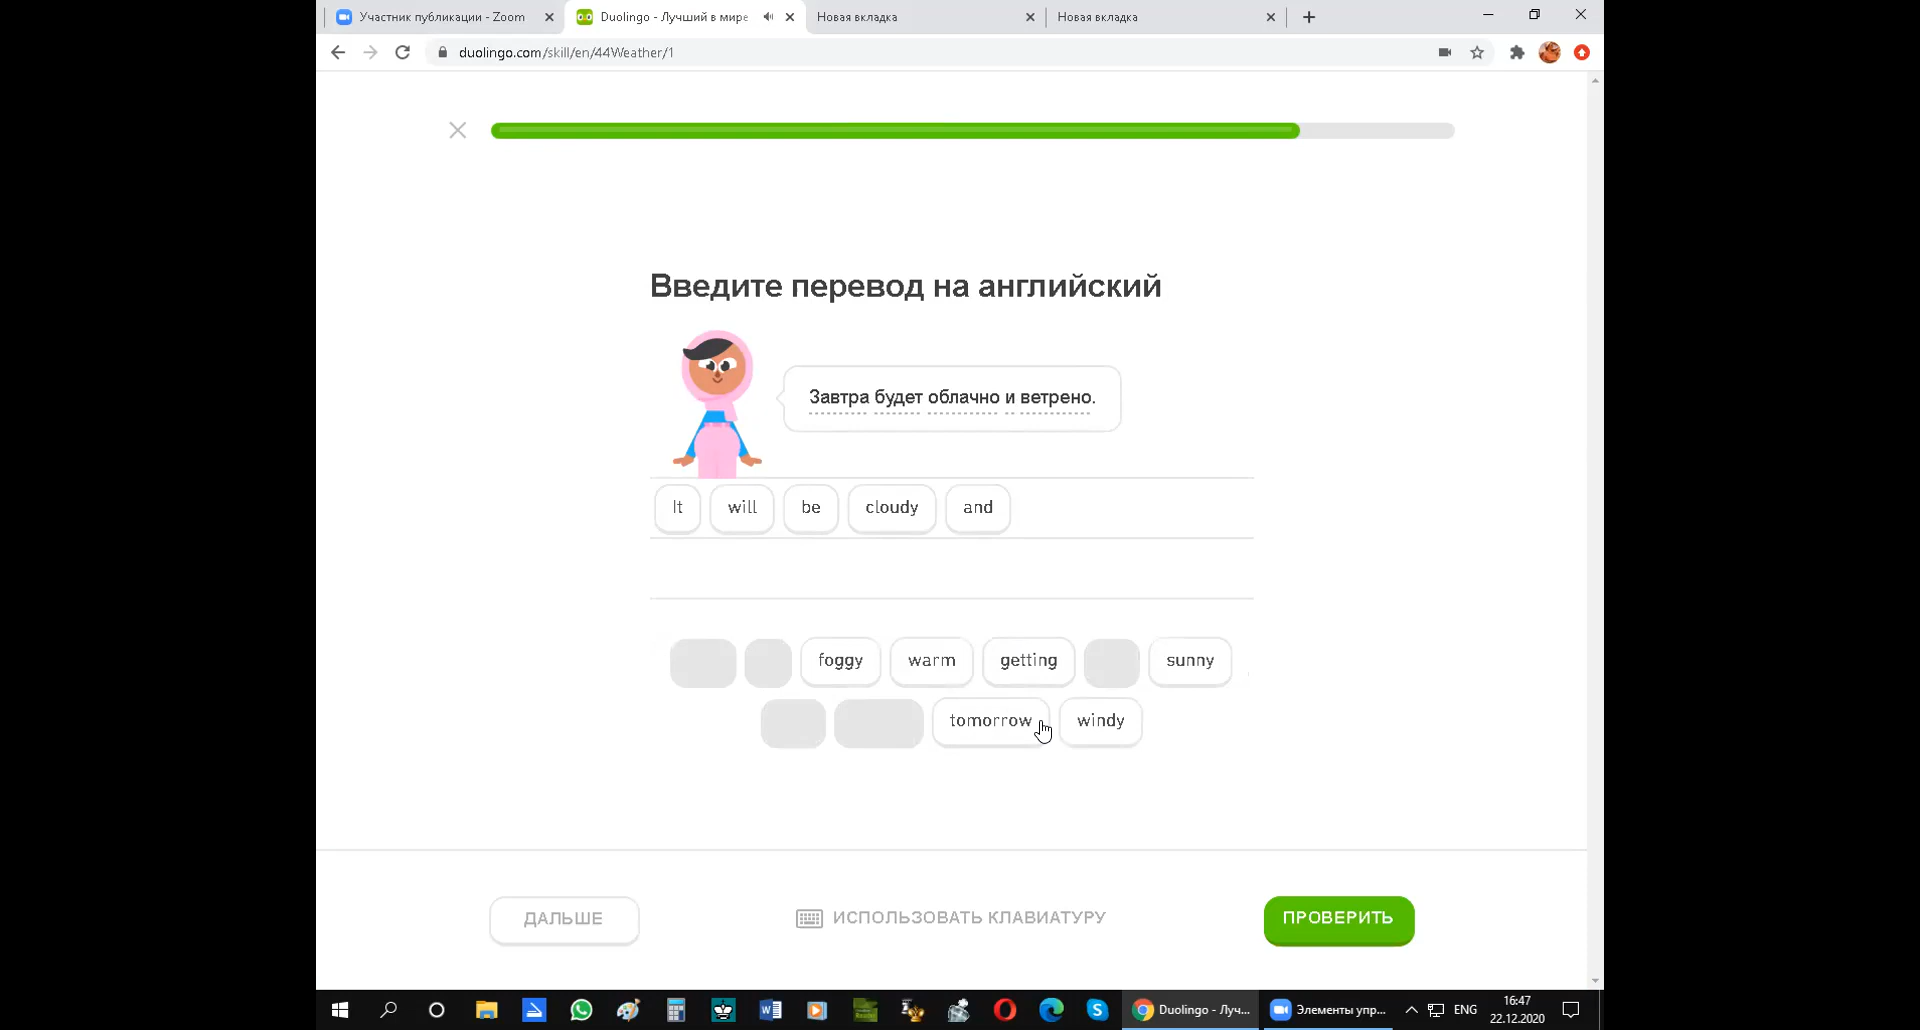 Участник публикации - Zoom
Duolingo - Лучший в мире
Новая вкладка
Новая вкладка
duolingo.com/skill/en/44Weather/1
Введите перевод на английский
Завтра будет облачно и ветрено.
It will be cloudy and
foggy warm getting sunny
tomorrow windy
ДАЛЬШЕ
ИСПОЛЬЗОВАТЬ КЛАВИАТУРУ
ПРОВЕРИТЬ
Duolingo - Луч...
Элементы упр...
ENG
16:47
22.12.2020